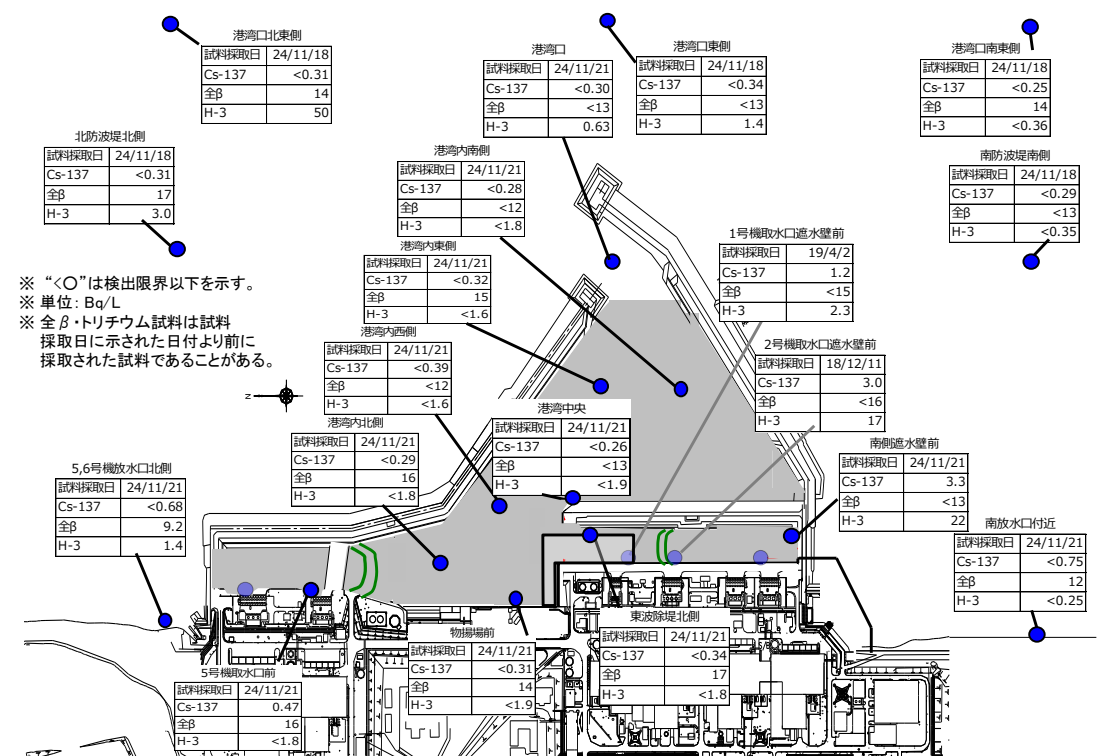 港湾口北東側
試料採取日 24/11/18
Cs-137 <0.31
全β 14
H-3 50
港湾口
試料採取日 24/11/21
Cs-137 <0.30
全β <13
H-3 0.63
港湾口東側
試料採取日 24/11/18
Cs-137 <0.34
全β <13
H-3 1.4
港湾口南東側
試料採取日 24/11/18
Cs-137 <0.25
全β 14
H-3 <0.36
北防波堤北側
試料採取日 24/11/18
Cs-137 <0.31
全β 17
H-3 3.0
港湾内南側
試料採取日 24/11/21
Cs-137 <0.28
全β <12
H-3 <1.8
南防波堤南側
試料採取日 24/11/18
Cs-137 <0.29
全β <13
H-3 <0.35
港湾内東側
試料採取日 24/11/21
Cs-137 <0.32
全β 15
H-3 <1.6
1号機取水口遮水壁前
試料採取日 19/4/2
Cs-137 1.2
全β <15
H-3 2.3
※ “<○”は検出限界以下を示す。
※ 単位: Bq/L
※ 全β・トリチウム試料は試料
採取日に示された日付より前に
採取された試料であることがある。
港湾内西側
試料採取日 24/11/21
Cs-137 <0.39
全β <12
H-3 <1.6
2号機取水口遮水壁前
試料採取日 18/12/11
Cs-137 3.0
全β <16
H-3 17
N
港湾中央
試料採取日 24/11/21
Cs-137 <0.26
全β <13
H-3 <1.9
港湾内北側
試料採取日 24/11/21
Cs-137 <0.29
全β 16
H-3 <1.8
南側遮水壁前
試料採取日 24/11/21
Cs-137 3.3
全β <13
H-3 22
5,6号機放水口北側
試料採取日 24/11/21
Cs-137 <0.68
全β 9.2
H-3 1.4
南放水口付近
試料採取日 24/11/21
Cs-137 <0.75
全β 12
H-3 <0.25
東波除堤北側
試料採取日 24/11/21
Cs-137 <0.34
全β 17
H-3 <1.8
物揚場前
試料採取日 24/11/21
Cs-137 <0.31
全β 14
H-3 <1.9
5号機取水口前
試料採取日 24/11/21
Cs-137 0.47
全β 16
H-3 <1.8